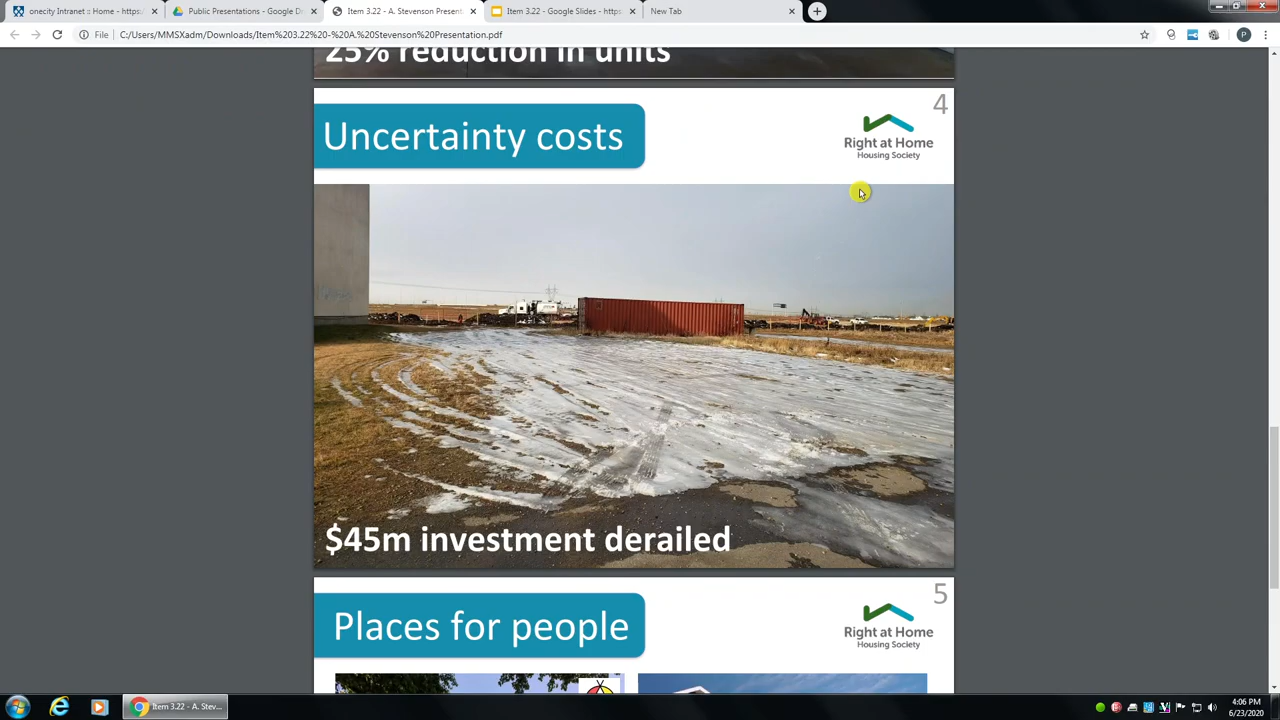 onecity Intranet :: Home - https:/
Public Presentations - Google Dr
Item 3.22 - A. Stevenson Present
Item 3.22 - Google Slides - https
New Tab
File
C:/Users/MMSXadm/Downloads/Item%203.22%20-%20A.%20Stevenson%20Presentation.pdf
P
25% reduction in units
4
Uncertainty costs
Right at Home
Housing Society
$45m investment derailed
5
Places for people
Right at Home
Housing Society
Item 3.22 - A. Stev...
4:06 PM
6/23/2020